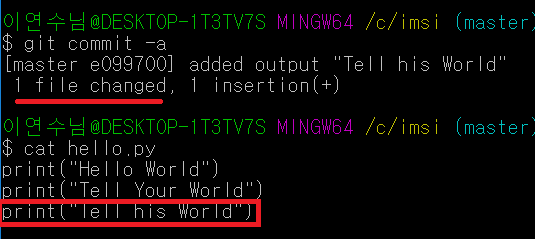 이연수님@DESKTOP-1T3TV7S MINGW64 /c/imsi (master)
$ git commit -a
[master e099700] added output "Tell his World"
 1 file changed, 1 insertion(+)
이연수님@DESKTOP-1T3TV7S MINGW64 /c/imsi (master)
$ cat hello.py
print("Hello World")
print("Tell Your World")
print("Tell his World")